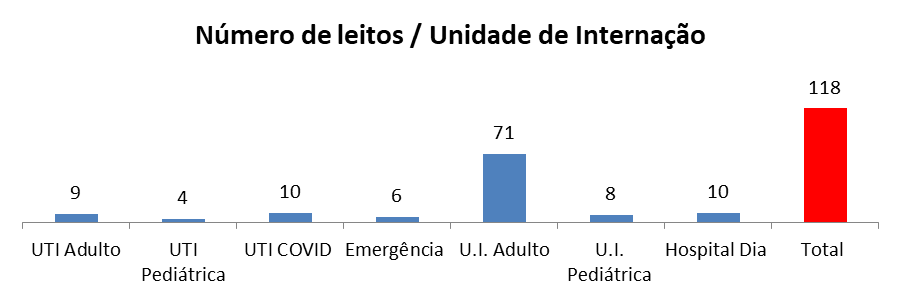 Número de leitos / Unidade de Internação
118
71
9
4
10
6
8
10
UTI Adulto
UTI
Pediátrica
UTI COVID
Emergência
U.I. Adulto
U.I.
Pediátrica
Hospital Dia
Total